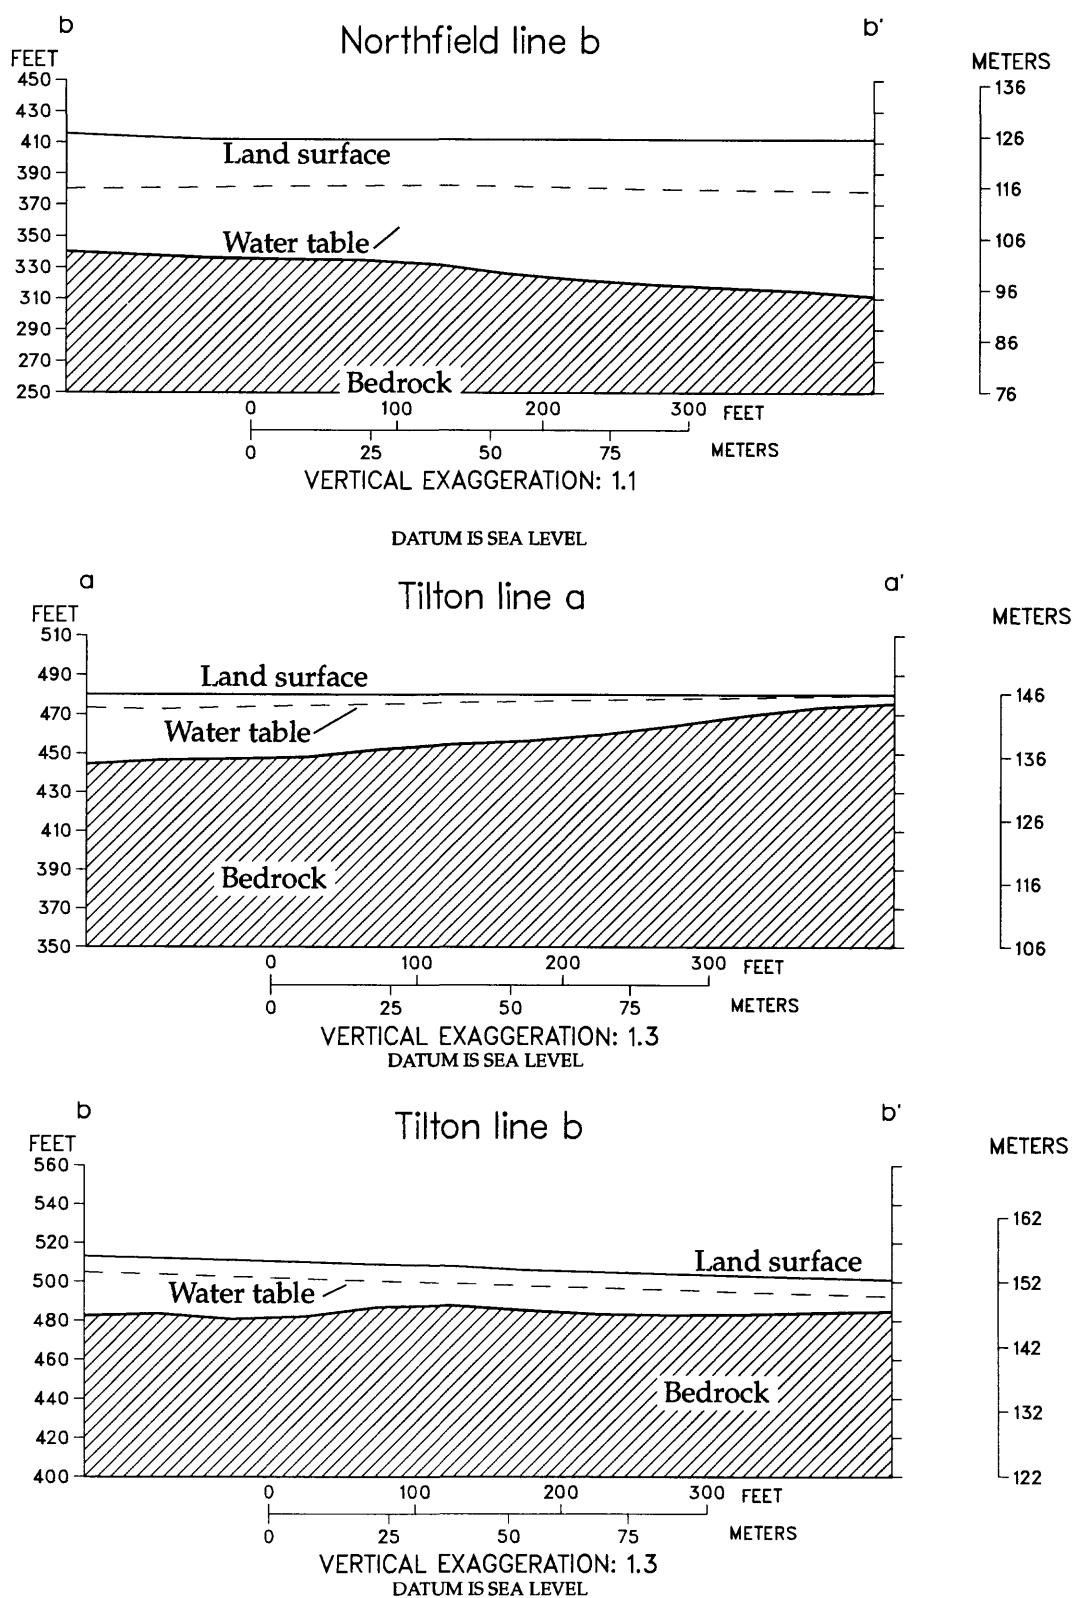 b b'
Northfield line b
FEET METERS
450
430
410
390
370
350
330
310
290
270
250
136
126
116
106
96
86
76
Land surface
Water table
Bedrock
0 100 200 300 FEET
0 25 50 75 METERS
VERTICAL EXAGGERATION: 1.1
DATUM IS SEA LEVEL
a a'
Tilton line a
FEET METERS
510
490
470
450
430
410
390
370
350
146
136
126
116
106
Land surface
Water table
Bedrock
0 100 200 300 FEET
0 25 50 75 METERS
VERTICAL EXAGGERATION: 1.3
DATUM IS SEA LEVEL
b b'
Tilton line b
FEET METERS
560
540
520
500
480
460
440
420
400
162
152
142
132
122
Land surface
Water table
Bedrock
0 100 200 300 FEET
0 25 50 75 METERS
VERTICAL EXAGGERATION: 1.3
DATUM IS SEA LEVEL